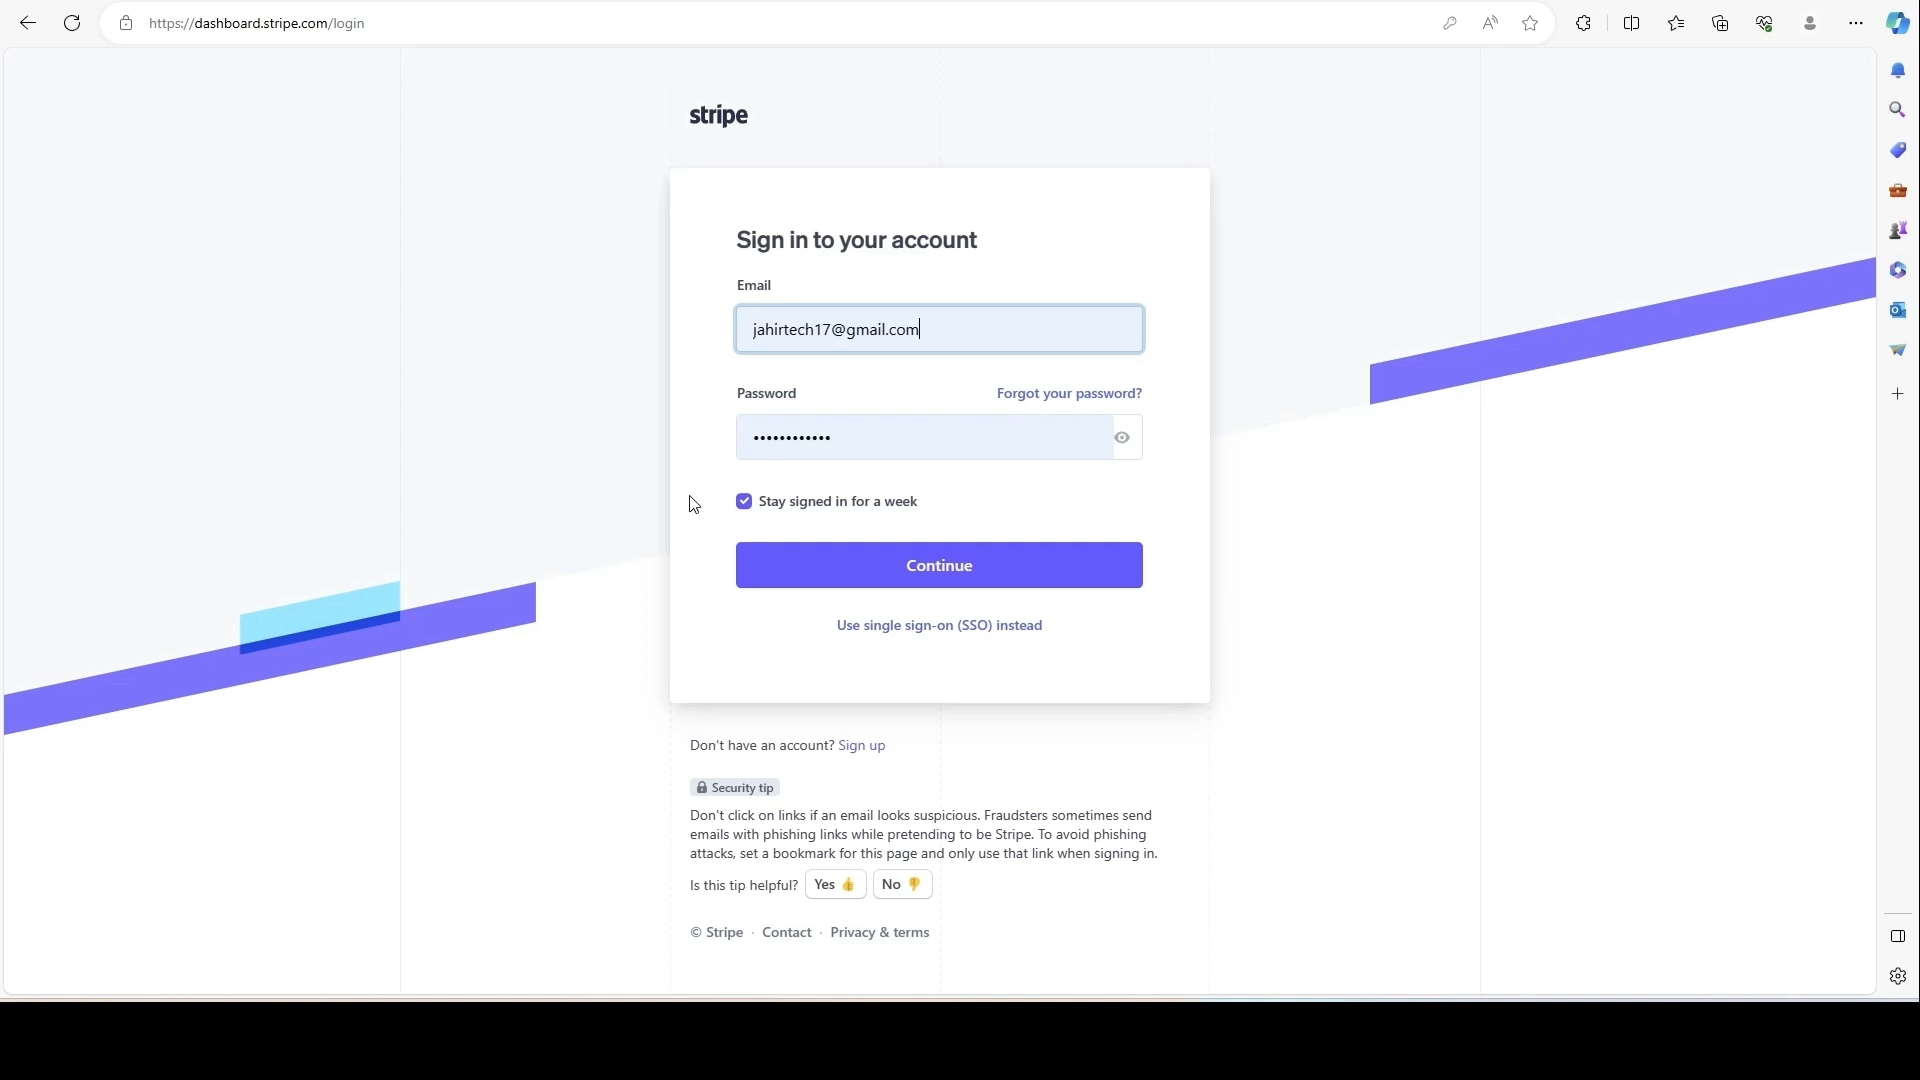 https://dashboard.stripe.com/login
stripe
Sign in to your account
Email
jahirtech17@gmail.com
Password Forgot your password?
••••••••••••
Stay signed in for a week
Continue
Use single sign-on (SSO) instead
Don't have an account? Sign up
Security tip
Don't click on links if an email looks suspicious. Fraudsters sometimes send
emails with phishing links while pretending to be Stripe. To avoid phishing
attacks, set a bookmark for this page and only use that link when signing in.
Is this tip helpful? Yes 👍 No 👎
© Stripe · Contact · Privacy & terms